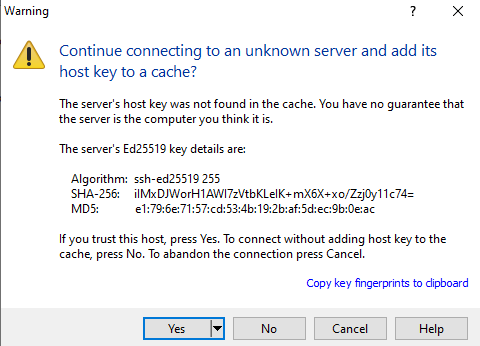 Warning
?
Continue connecting to an unknown server and add its
host key to a cache?
The server's host key was not found in the cache. You have no guarantee that
the server is the computer you think it is.
The server's Ed25519 key details are:
Algorithm: ssh-ed25519 255
SHA-256: iIMxDJWorH1AWI7zVtbKLeIK+mX6X+xo/Zzj0y11c74=
MD5: e1:79:6e:71:57:cd:53:4b:19:2b:af:5d:ec:9b:0e:ac
If you trust this host, press Yes. To connect without adding host key to the
cache, press No. To abandon the connection press Cancel.
Copy key fingerprints to clipboard
Yes
No
Cancel
Help